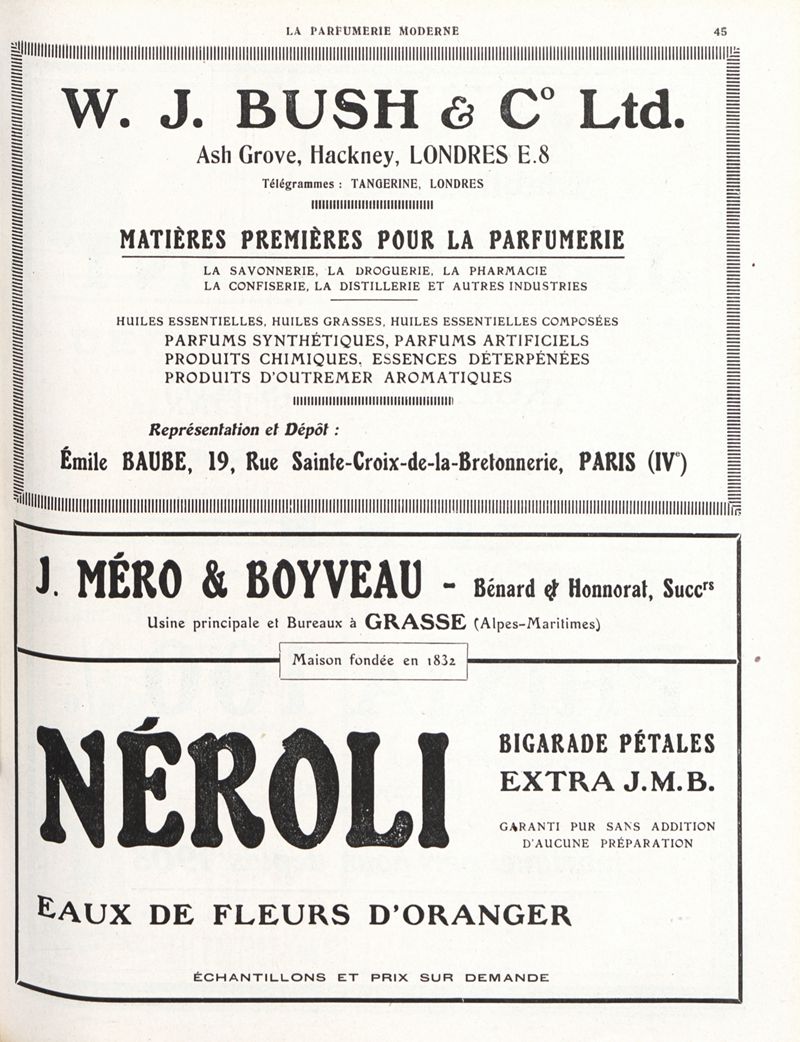 LA PARFUMERIE MODERNE 45
W. J. BUSH & Cº Ltd.
Ash Grove, Hackney, LONDRES E.8
Télégrammes : TANGERINE, LONDRES
MATIÈRES PREMIÈRES POUR LA PARFUMERIE
LA SAVONNERIE, LA DROGUERIE, LA PHARMACIE
LA CONFISERIE, LA DISTILLERIE ET AUTRES INDUSTRIES
HUILES ESSENTIELLES, HUILES GRASSES, HUILES ESSENTIELLES COMPOSÉES
PARFUMS SYNTHÉTIQUES, PARFUMS ARTIFICIELS
PRODUITS CHIMIQUES, ESSENCES DÉTERPÉNÉES
PRODUITS D'OUTREMER AROMATIQUES
Représentation et Dépôt :
Émile BAUBE, 19, Rue Sainte-Croix-de-la-Bretonnerie, PARIS (IVᵉ)
J. MÉRO & BOYVEAU - Bénard & Honnorat, Succʳˢ
Usine principale et Bureaux à GRASSE (Alpes-Maritimes)
Maison fondée en 1832
NÉROLI
BIGARADE PÉTALES
EXTRA J.M.B.
GARANTI PUR SANS ADDITION
D'AUCUNE PRÉPARATION
EAUX DE FLEURS D'ORANGER
ÉCHANTILLONS ET PRIX SUR DEMANDE